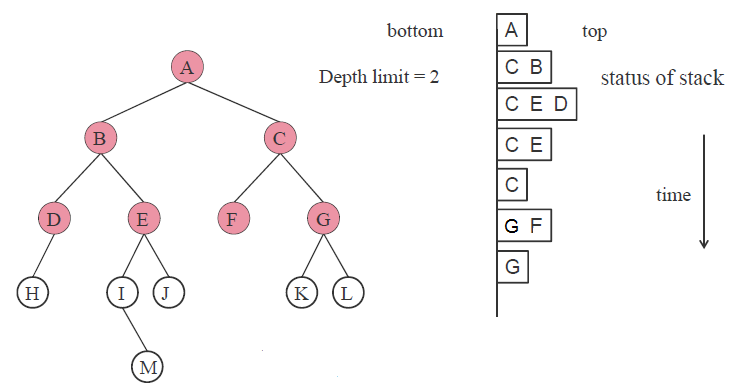 bottom
top
Depth limit = 2
status of stack
time
A
C B
C E D
C E
C
G F
G
A
B
C
D
E
F
G
H
I
J
K
L
M